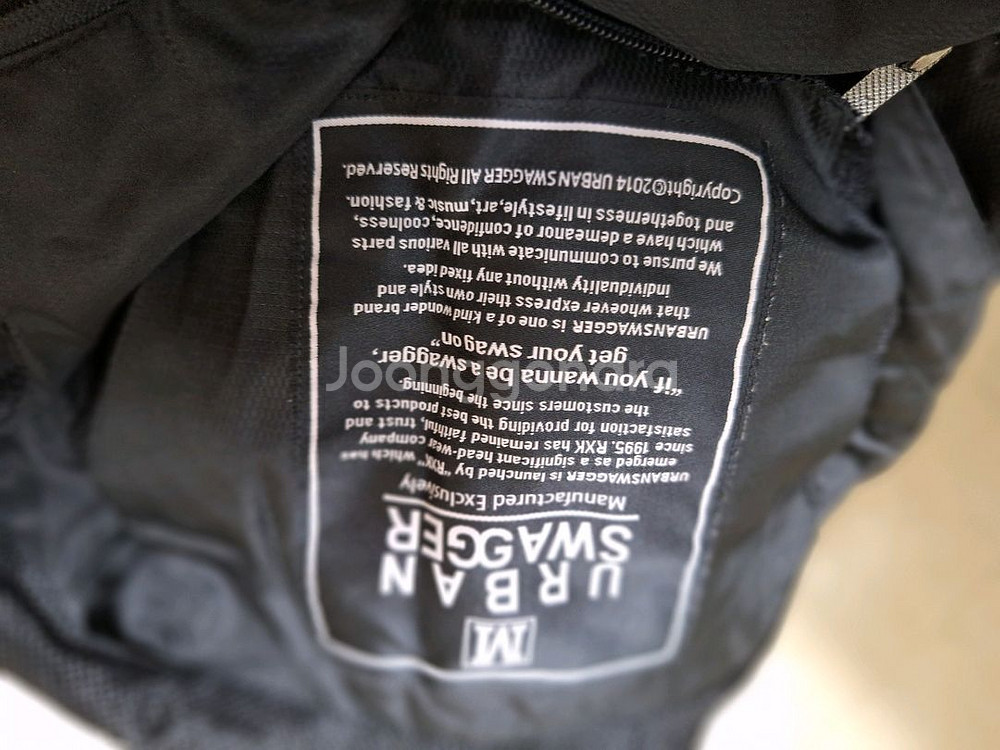 M
URBAN
SWAGGER
Manufactured Exclusively
URBANSWAGGER is launched by "RXK" which has
emerged as a significant head-wear company
since 1995. RXK has remained faithful, trust and
satisfaction for providing the best products to
the customers since the beginning.
"if you wanna be a swagger,
get your swag on"
URBANSWAGGER is one of a kind wonder brand
that whoever express their own style and
individuality without any fixed idea.
We pursue to communicate with all various parts
which have a demeanor of confidence, coolness,
and togetherness in lifestyle, art, music & fashion.
Copyright©2014 URBANSWAGGER All Rights Reserved.
Joonggonara